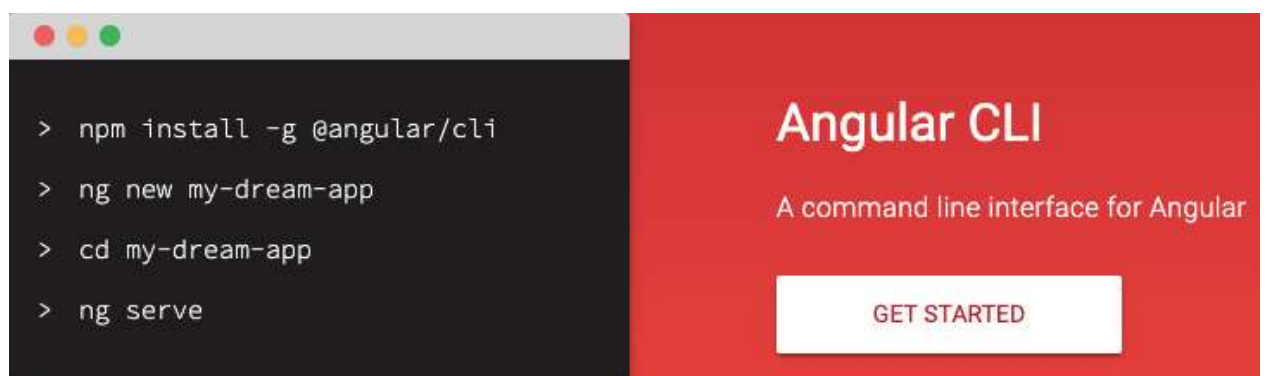 > npm install -g @angular/cli
> ng new my-dream-app
> cd my-dream-app
> ng serve
Angular CLI
A command line interface for Angular
GET STARTED